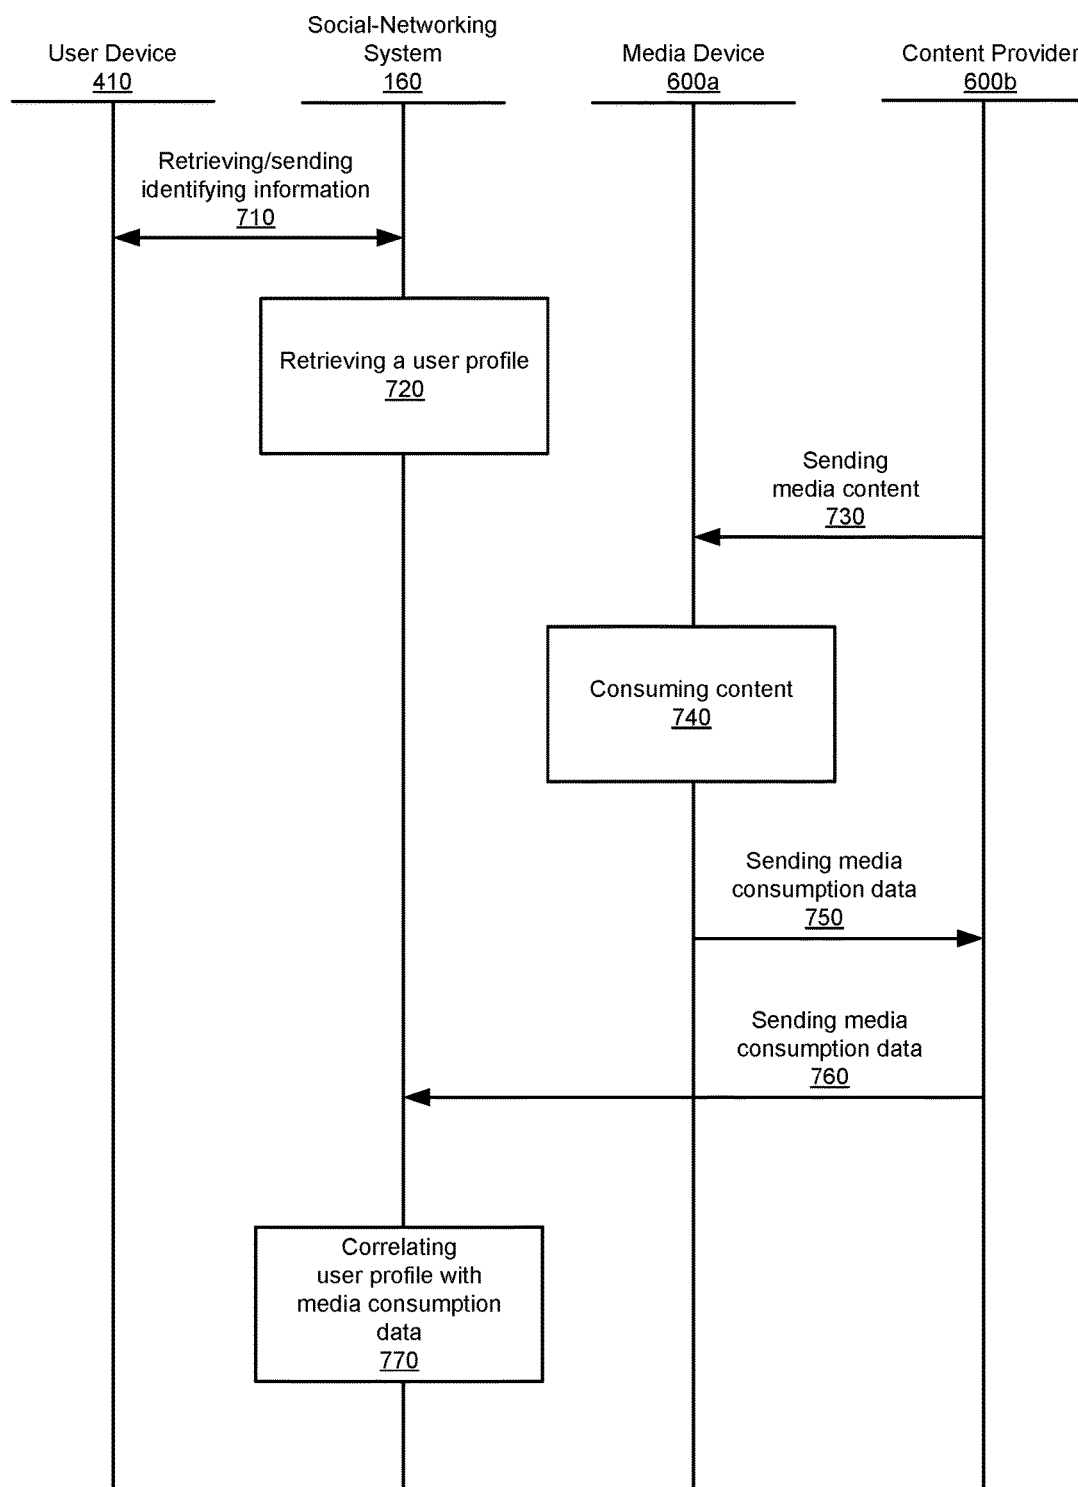 User Device
410
Social-Networking
System
160
Media Device
600a
Content Provider
600b
Retrieving/sending
identifying information
710
Retrieving a user profile
720
Sending
media content
730
Consuming content
740
Sending media
consumption data
750
Sending media
consumption data
760
Correlating
user profile with
media consumption
data
770